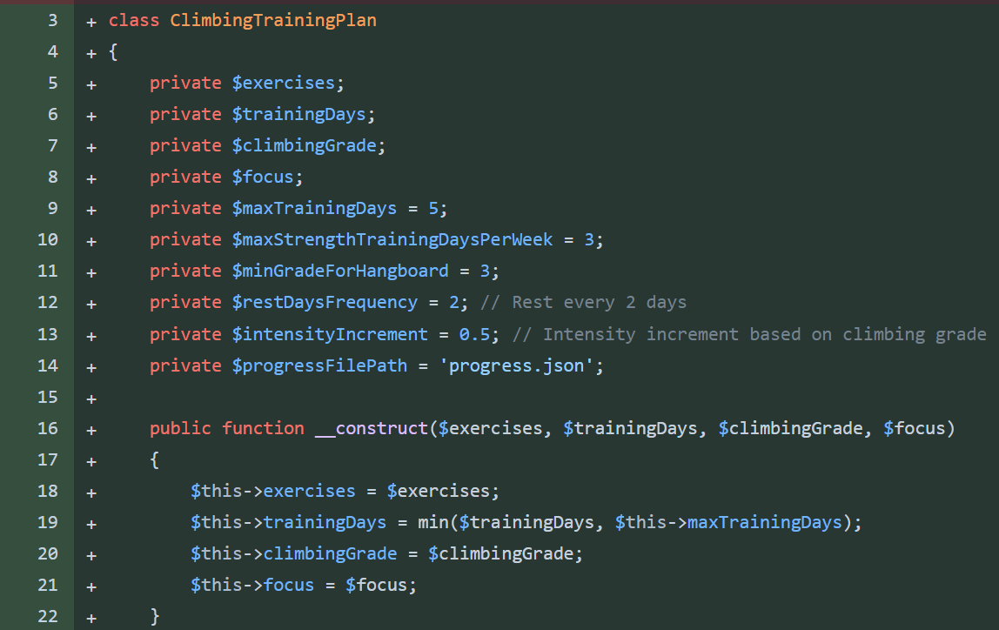 3 + class ClimbingTrainingPlan
4 + {
5 +     private $exercises;
6 +     private $trainingDays;
7 +     private $climbingGrade;
8 +     private $focus;
9 +     private $maxTrainingDays = 5;
10 +     private $maxStrengthTrainingDaysPerWeek = 3;
11 +     private $minGradeForHangboard = 3;
12 +     private $restDaysFrequency = 2; // Rest every 2 days
13 +     private $intensityIncrement = 0.5; // Intensity increment based on climbing grade
14 +     private $progressFilePath = 'progress.json';
15 +
16 +     public function __construct($exercises, $trainingDays, $climbingGrade, $focus)
17 +     {
18 +         $this->exercises = $exercises;
19 +         $this->trainingDays = min($trainingDays, $this->maxTrainingDays);
20 +         $this->climbingGrade = $climbingGrade;
21 +         $this->focus = $focus;
22 +     }